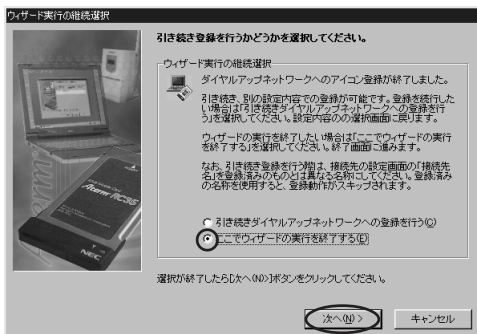 ウィザード実行の継続選択
引き続き登録を行うかどうかを選択してください。
ウィザード実行の継続選択
ダイヤルアップネットワークへのアイコン登録が終了しました。
引き続き、別の設定内容での登録が可能です。登録を続行した
い場合は「引き続きダイヤルアップネットワークへの登録を行
う」を選択してください。設定内容のの選択画面に戻ります。
ウィザードの実行を終了したい場合は「ここでウィザードの実行
を終了する」を選択してください。終了画面に進みます。
なお、引き続き登録を行う際は、接続先の設定画面の「接続先
名」を登録済みのものとは異なる名称にしてください。登録済み
の名称を使用すると、登録動作がスキップされます。
引き続きダイヤルアップネットワークへの登録を行う(C)
ここでウィザードの実行を終了する(E)
選択が終了したら[次へ(N)>]ボタンをクリックしてください。
次へ(N) >
キャンセル
Aterm RC35
NEC